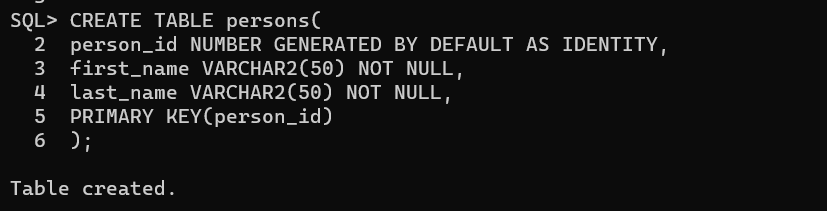 SQL> CREATE TABLE persons(
2 person_id NUMBER GENERATED BY DEFAULT AS IDENTITY,
3 first_name VARCHAR2(50) NOT NULL,
4 last_name VARCHAR2(50) NOT NULL,
5 PRIMARY KEY(person_id)
6 );
Table created.